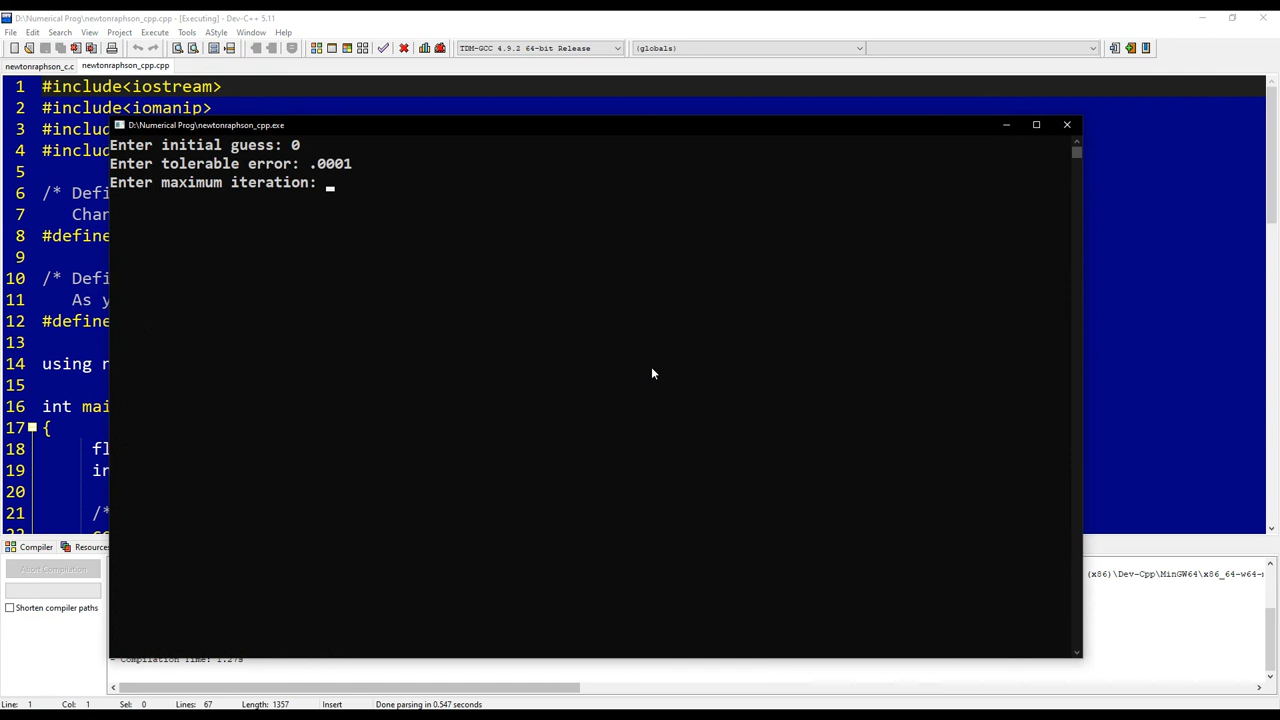 D:\Numerical Prog\newtonraphson_cpp.cpp - [Executing] - Dev-C++ 5.11
File Edit Search View Project Execute Tools AStyle Window Help
TDM-GCC 4.9.2 64-bit Release
(globals)
newtonraphson_c.c newtonraphson_cpp.cpp
1 #include<iostream>
2 #include<iomanip>
D:\Numerical Prog\newtonraphson_cpp.exe
3 #includ
4 #includ
5
6 /* Defi
7 Chan
8 #define
9
10 /* Defi
11 As y
12 #define
13
14 using n
15
16 int mai
17 {
18 fl
19 in
20
21 /*
Enter initial guess: 0
Enter tolerable error: .0001
Enter maximum iteration:
Compiler Resources
Abort Compilation
(x86)\Dev-Cpp\MinGW64\x86_64-w64-
Shorten compiler paths
- Compilation Time: 1.27s
Line: 1 Col: 1 Sel: 0 Lines: 67 Length: 1357 Insert Done parsing in 0.547 seconds